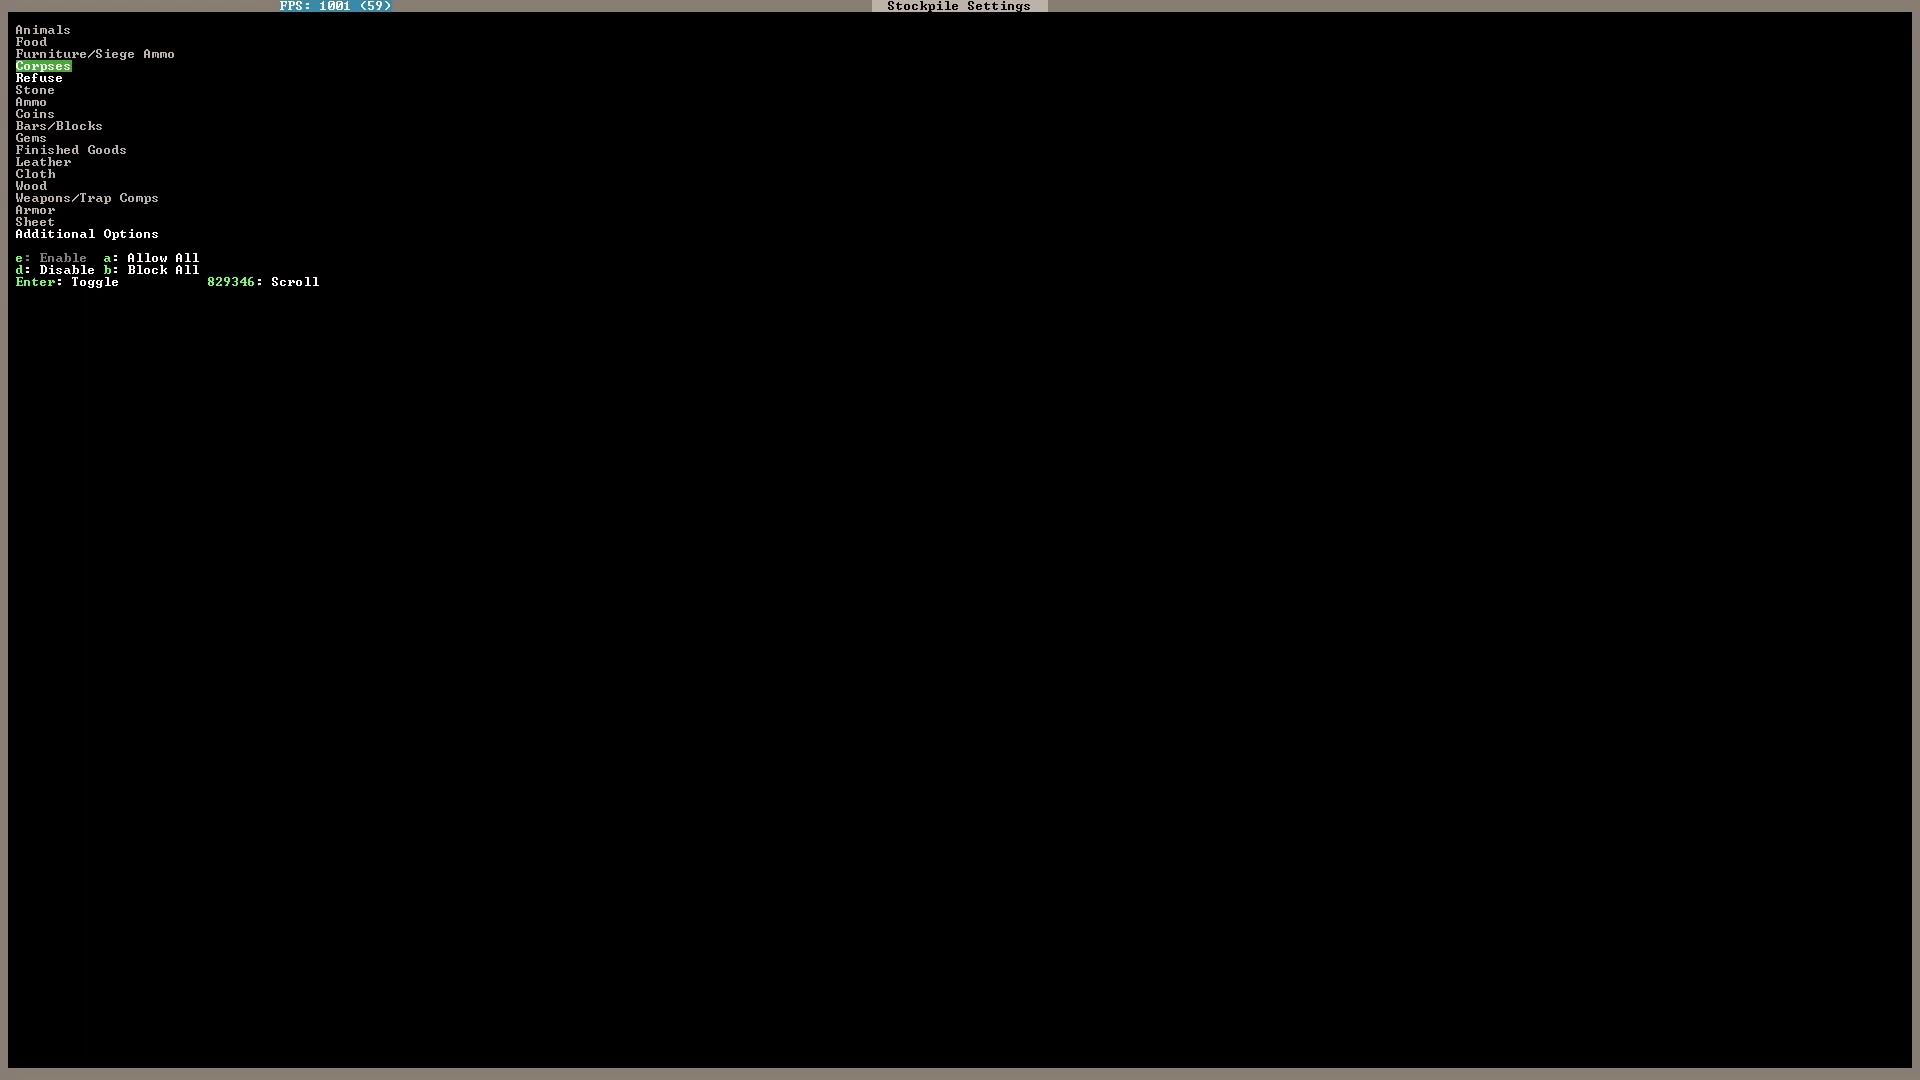 FPS: 1001 (59) Stockpile Settings
Animals
Food
Furniture/Siege Ammo
Corpses
Refuse
Stone
Ammo
Coins
Bars/Blocks
Gems
Finished Goods
Leather
Cloth
Wood
Weapons/Trap Comps
Armor
Sheet
Additional Options
e: Enable a: Allow All
d: Disable b: Block All
Enter: Toggle 829346: Scroll